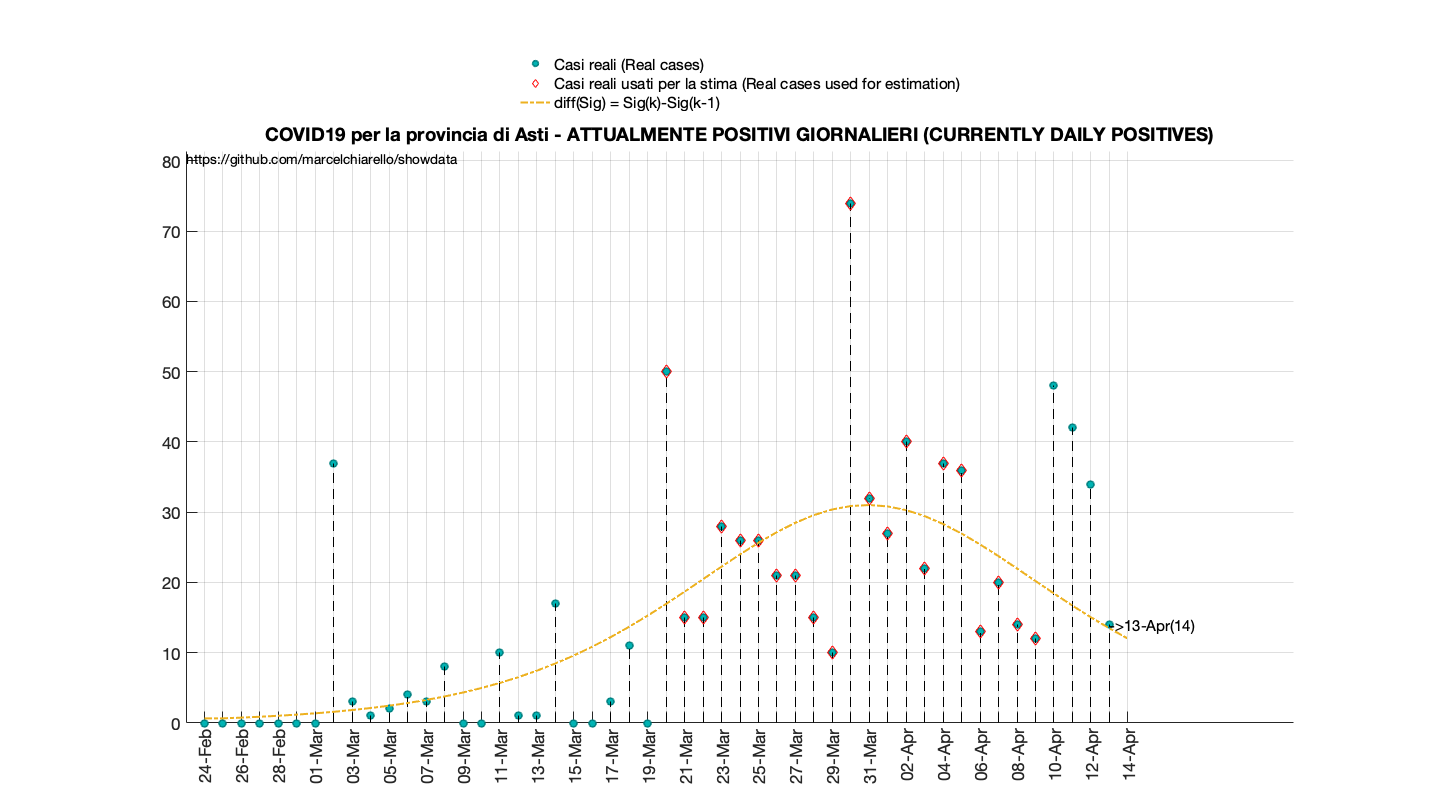 Casi reali (Real cases)
Casi reali usati per la stima (Real cases used for estimation)
diff(Sig) = Sig(k)-Sig(k-1)
COVID19 per la provincia di Asti - ATTUALMENTE POSITIVI GIORNALIERI (CURRENTLY DAILY POSITIVES)
https://github.com/marcelchiarello/showdata
80
70
60
50
40
30
20
10
0
->13-Apr(14)
24-Feb
26-Feb
28-Feb
01-Mar
03-Mar
05-Mar
07-Mar
09-Mar
11-Mar
13-Mar
15-Mar
17-Mar
19-Mar
21-Mar
23-Mar
25-Mar
27-Mar
29-Mar
31-Mar
02-Apr
04-Apr
06-Apr
08-Apr
10-Apr
12-Apr
14-Apr